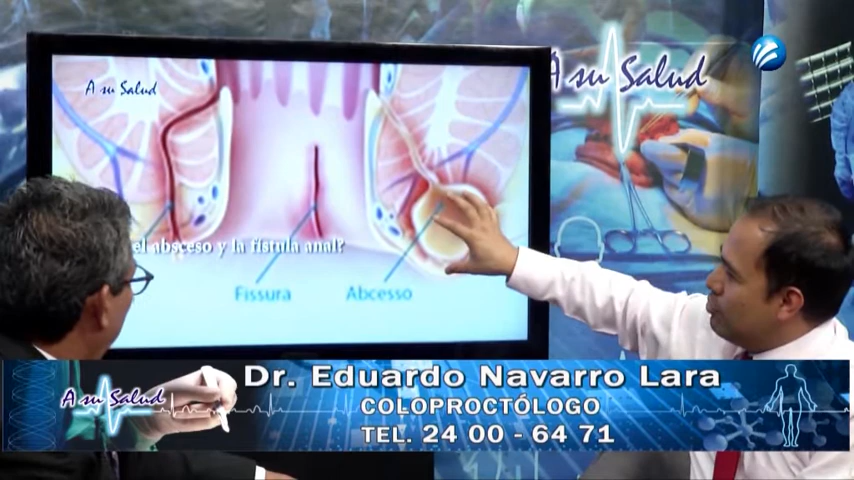 A su Salud
el absceso y la fístula anal?
Fissura
Abcesso
A su Salud
A su Salud
Dr. Eduardo Navarro Lara
COLOPROCTÓLOGO
TEL. 24 00 - 64 71